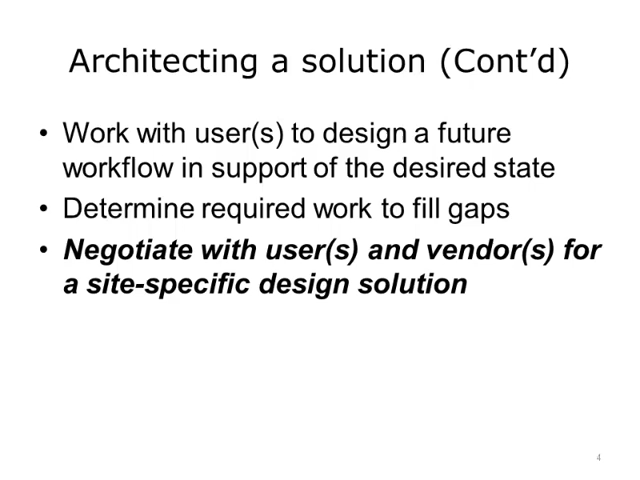 Architecting a solution (Cont’d)
• Work with user(s) to design a future
workflow in support of the desired state
• Determine required work to fill gaps
• Negotiate with user(s) and vendor(s) for
a site-specific design solution
4